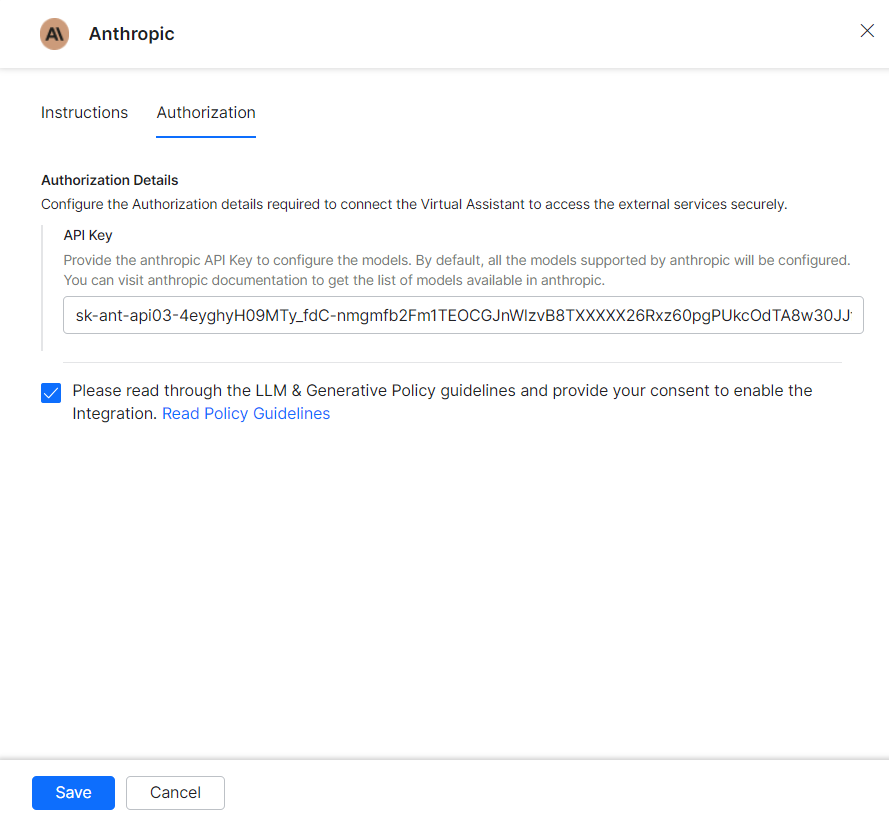 Anthropic
Instructions
Authorization
Authorization Details
Configure the Authorization details required to connect the Virtual Assistant to access the external services securely.
API Key
Provide the anthropic API Key to configure the models. By default, all the models supported by anthropic will be configured.
You can visit anthropic documentation to get the list of models available in anthropic.
sk-ant-api03-4eyghyH09MTy_fdC-nmgmfb2Fm1TEOCGJnWlzvB8TXXXXX26Rxz60pgPUkcOdTA8w30JJ
Please read through the LLM & Generative Policy guidelines and provide your consent to enable the
Integration. Read Policy Guidelines
Save
Cancel